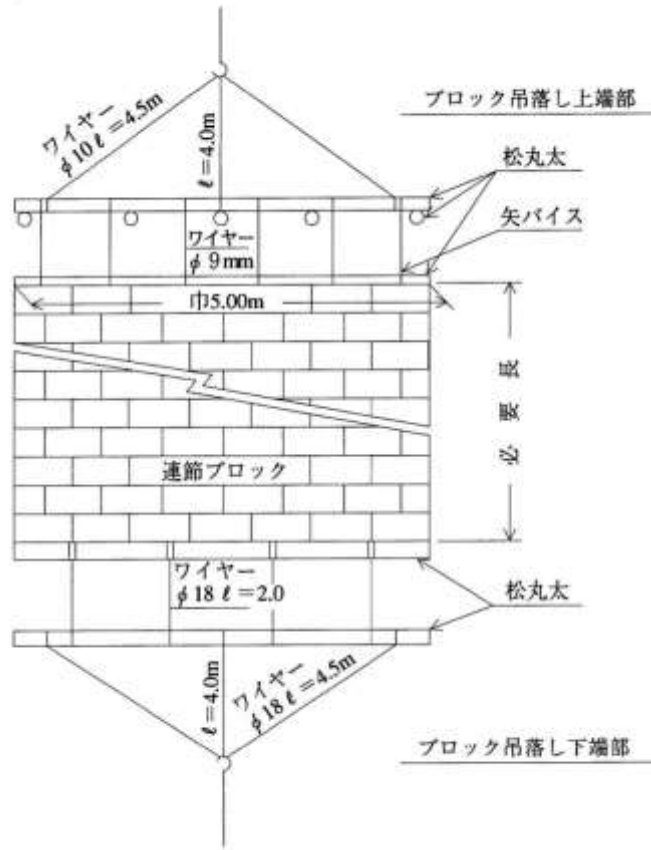 ブロック吊落し上端部
ワイヤー
φ10ℓ=4.5m
ℓ=4.0m
松丸太
矢バイス
ワイヤー
φ9mm
巾5.00m
必要長
連節ブロック
ワイヤー
φ18 ℓ=2.0
松丸太
ℓ=4.0m
ワイヤー
φ18ℓ=4.5m
ブロック吊落し下端部